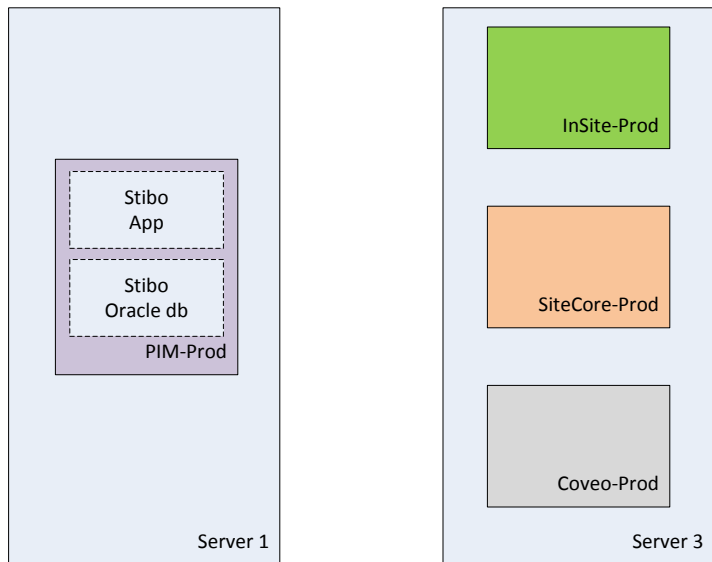 Stibo
App
Stibo
Oracle db
PIM-Prod
Server 1
InSite-Prod
SiteCore-Prod
Coveo-Prod
Server 3